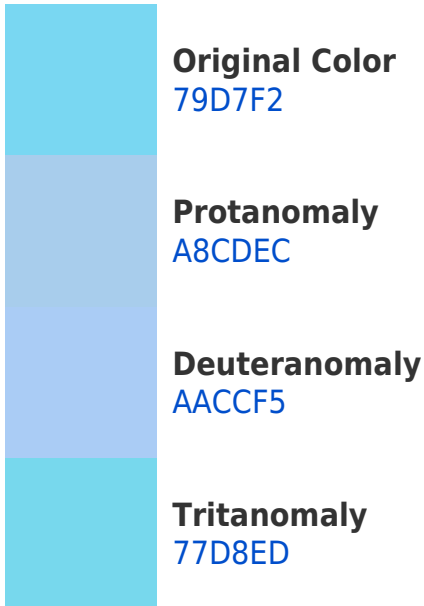 Original Color
79D7F2
Protanomaly
A8CDEC
Deuteranomaly
AACCF5
Tritanomaly
77D8ED